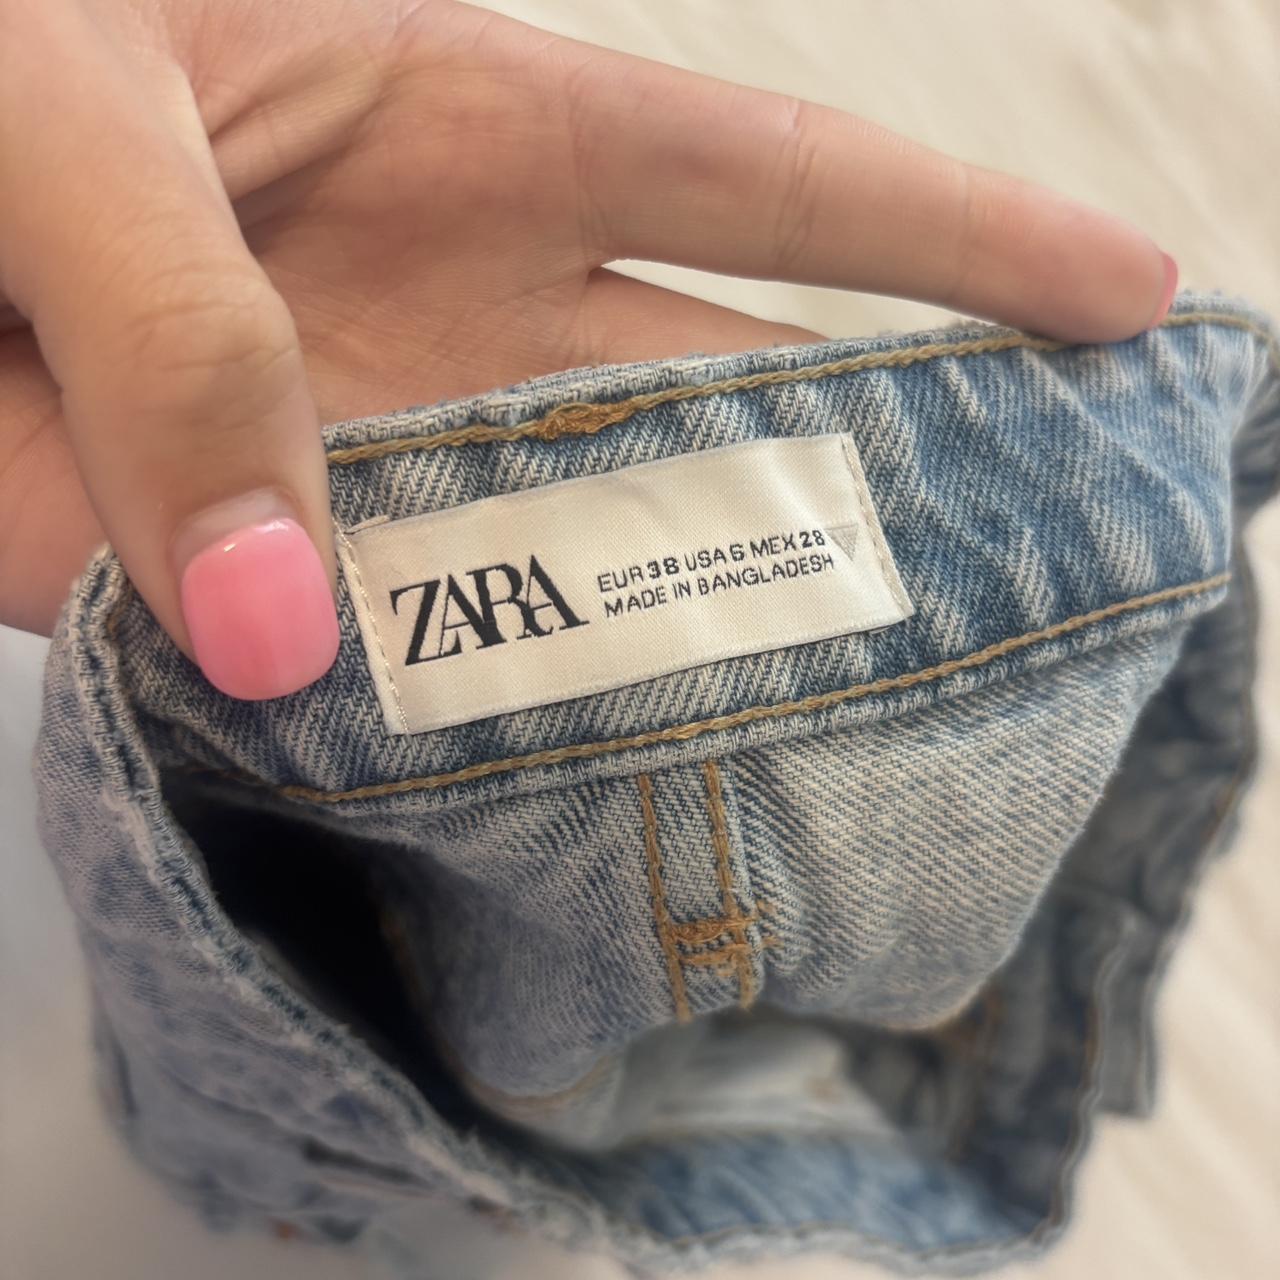 ZARA
EUR 38 USA 6 MEX 28
MADE IN BANGLADESH